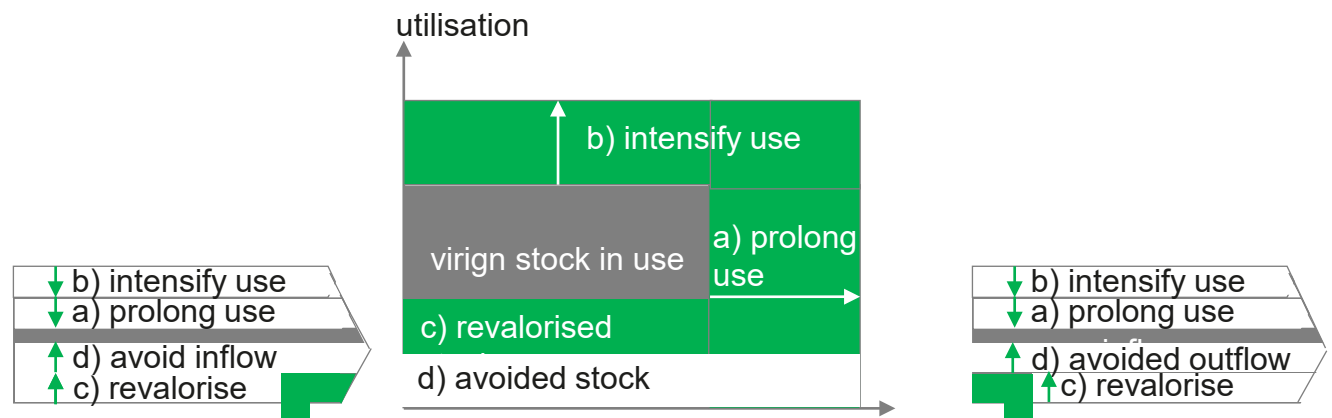 utilisation
b) intensify use
virign stock in use
a) prolong
use
c) revalorised
d) avoided stock
b) intensify use
a) prolong use
d) avoid inflow
c) revalorise
b) intensify use
a) prolong use
d) avoided outflow
c) revalorise